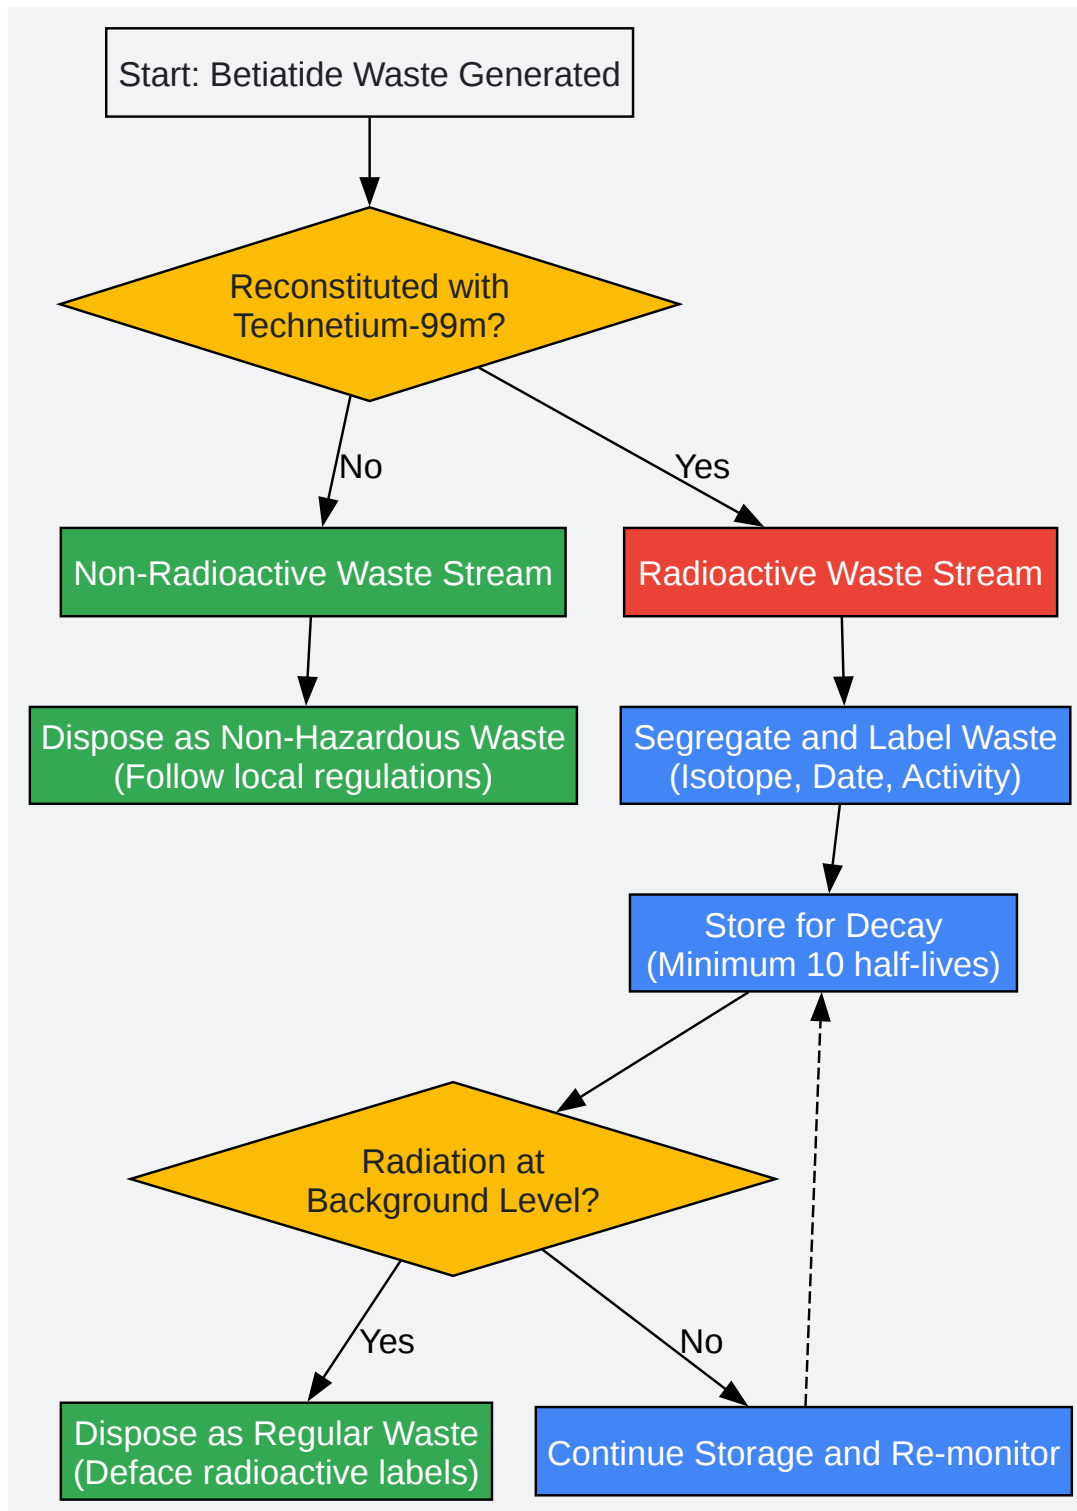 Start: Betiatide Waste Generated
Reconstituted with
Technetium-99m?
No
Yes
Non-Radioactive Waste Stream
Radioactive Waste Stream
Dispose as Non-Hazardous Waste
(Follow local regulations)
Segregate and Label Waste
(Isotope, Date, Activity)
Store for Decay
(Minimum 10 half-lives)
Radiation at
Background Level?
Yes
No
Dispose as Regular Waste
(Deface radioactive labels)
Continue Storage and Re-monitor